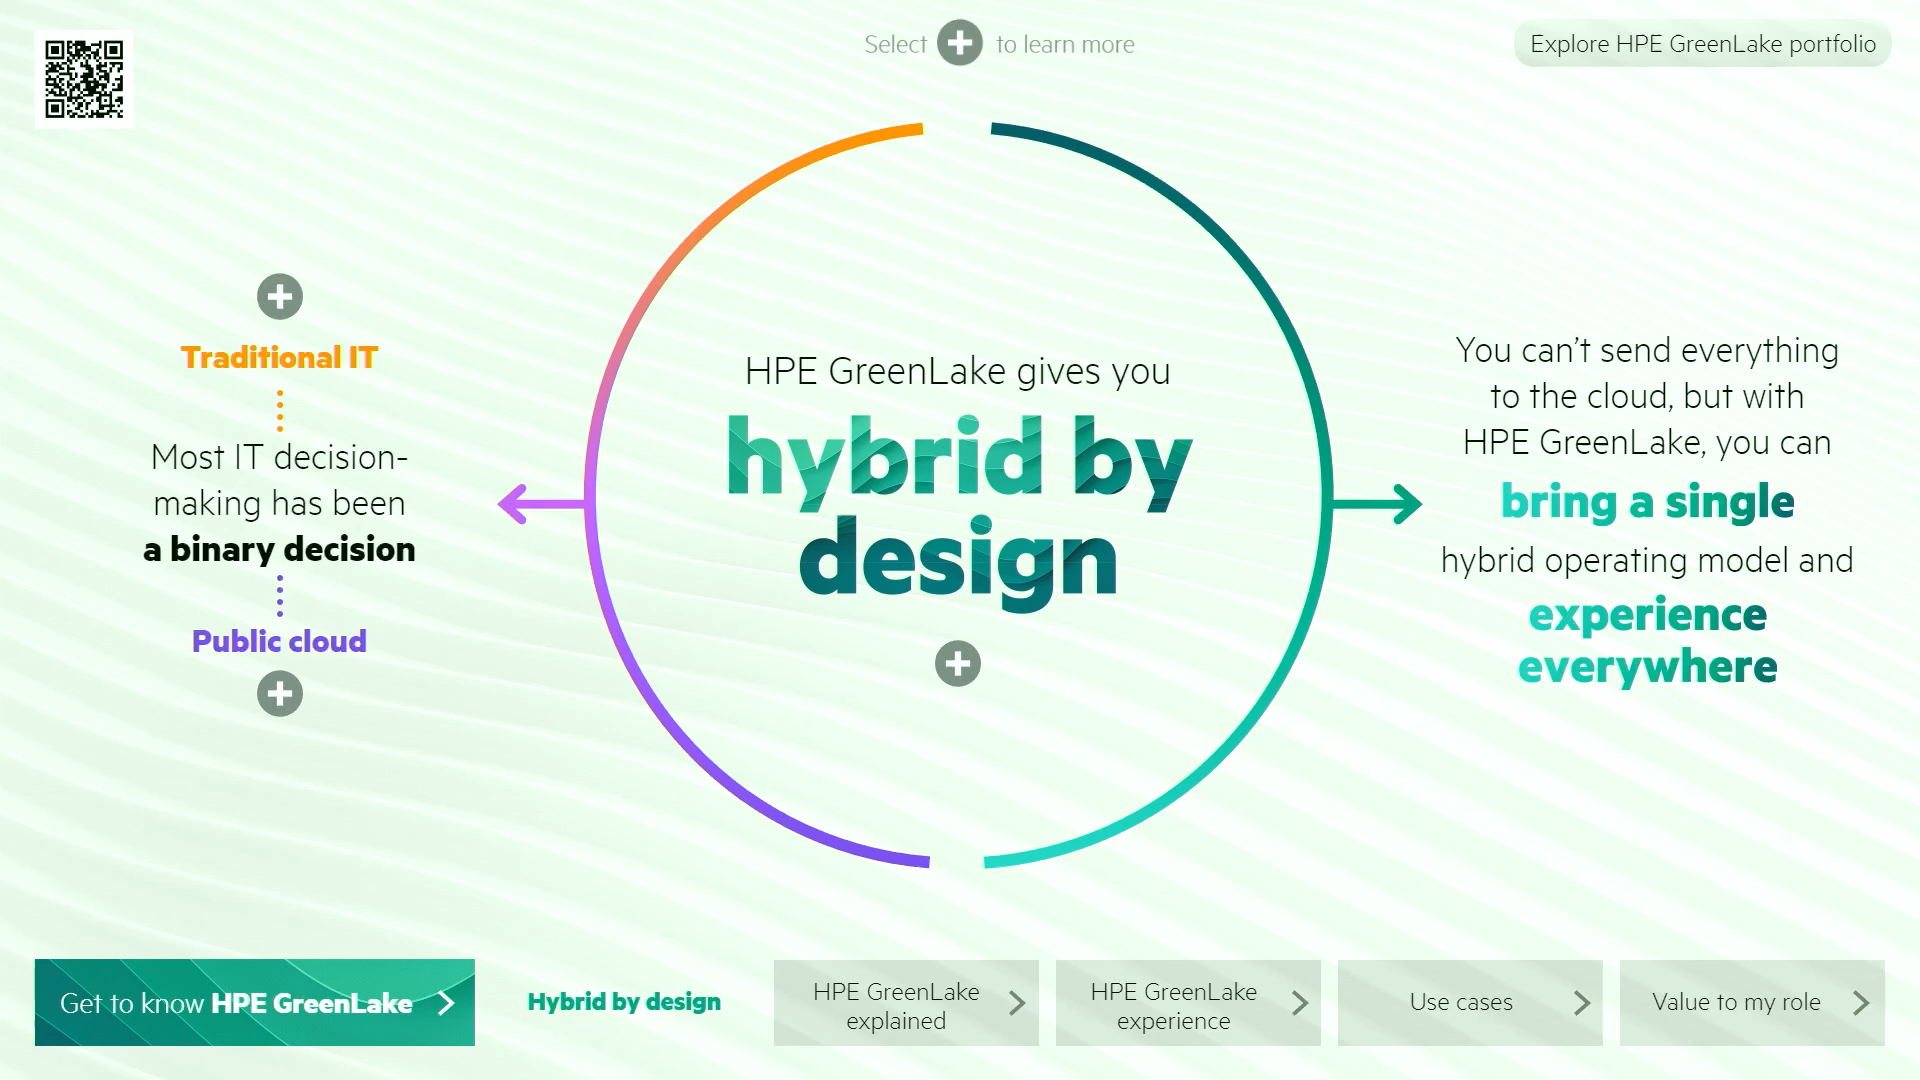 Select + to learn more
Explore HPE GreenLake portfolio
Traditional IT
Most IT decision-
making has been
a binary decision
Public cloud
HPE GreenLake gives you
hybrid by
design
You can't send everything
to the cloud, but with
HPE GreenLake, you can
bring a single
hybrid operating model and
experience
everywhere
Get to know HPE GreenLake
Hybrid by design
HPE GreenLake
explained
HPE GreenLake
experience
Use cases
Value to my role